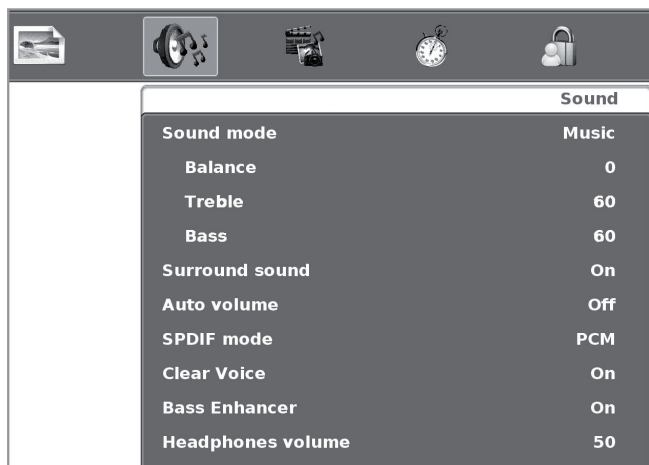 Sound
Sound mode Music
Balance 0
Treble 60
Bass 60
Surround sound On
Auto volume Off
SPDIF mode PCM
Clear Voice On
Bass Enhancer On
Headphones volume 50